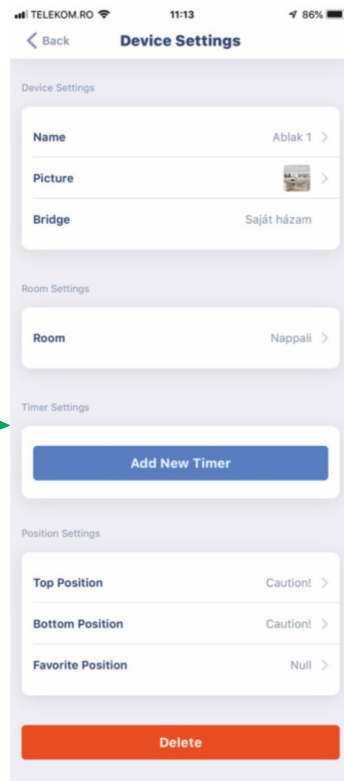 TELEKOM.RO 11:13 86%
Back Device Settings
Device Settings
Name Ablak 1
Picture
Bridge Saját házam
Room Settings
Room Nappali
Timer Settings
Add New Timer
Position Settings
Top Position Caution!
Bottom Position Caution!
Favorite Position Null
Delete